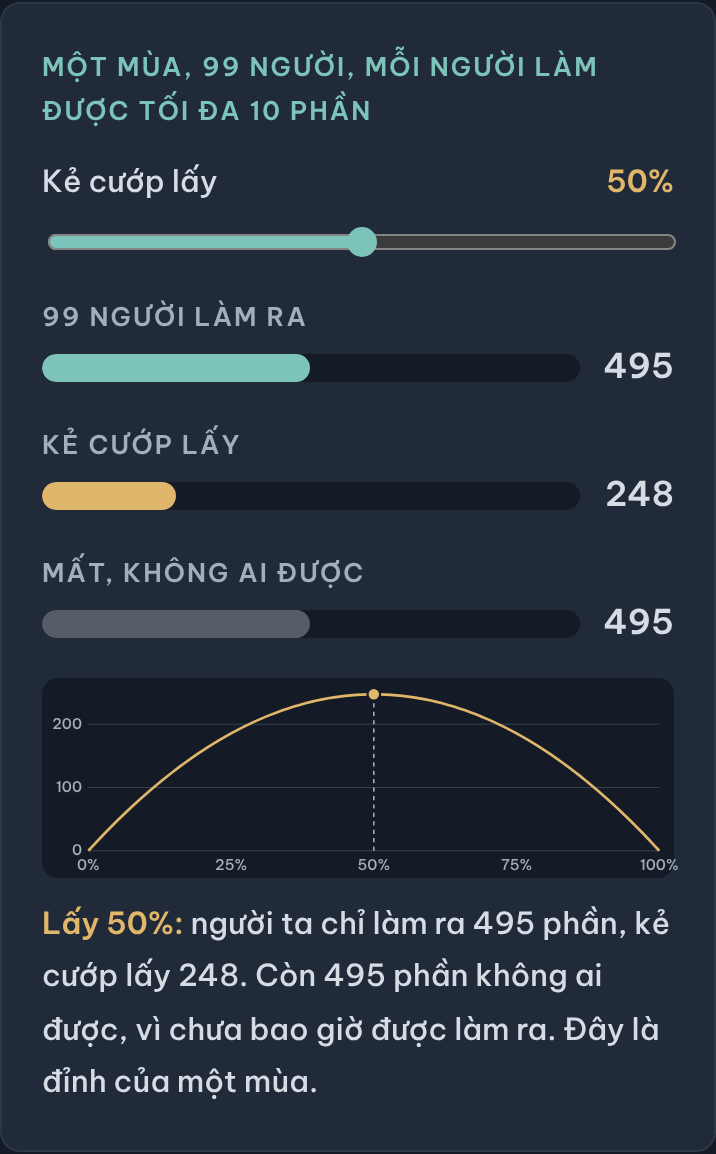 MỘT MÙA, 99 NGƯỜI, MỖI NGƯỜI LÀM
ĐƯỢC TỐI ĐA 10 PHẦN
Kẻ cướp lấy 50%
99 NGƯỜI LÀM RA
495
KẺ CƯỚP LẤY
248
MẤT, KHÔNG AI ĐƯỢC
495
200
100
0
0% 25% 50% 75% 100%
Lấy 50%: người ta chỉ làm ra 495 phần, kẻ
cướp lấy 248. Còn 495 phần không ai
được, vì chưa bao giờ được làm ra. Đây là
đỉnh của một mùa.